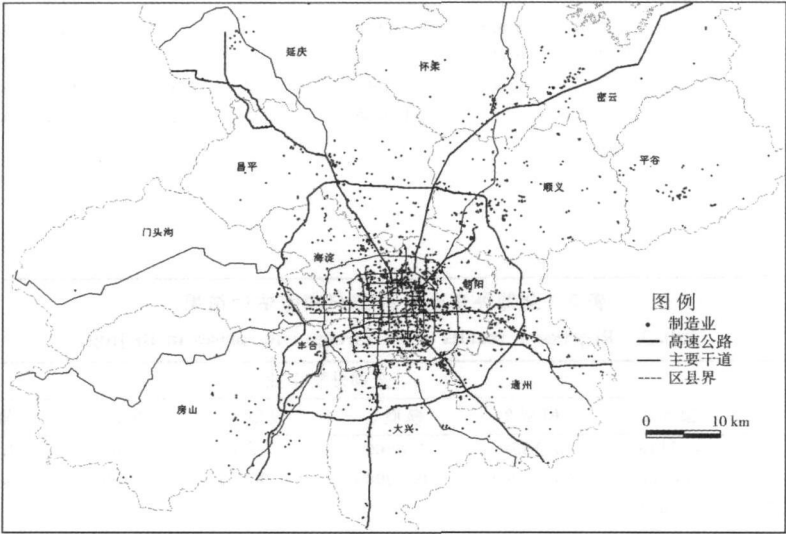 延庆
怀柔
密云
昌平
平谷
顺义
门头沟
海淀
朝阳
丰台
通州
房山
大兴
图例
制造业
高速公路
主要干道
区县界
0 10 km